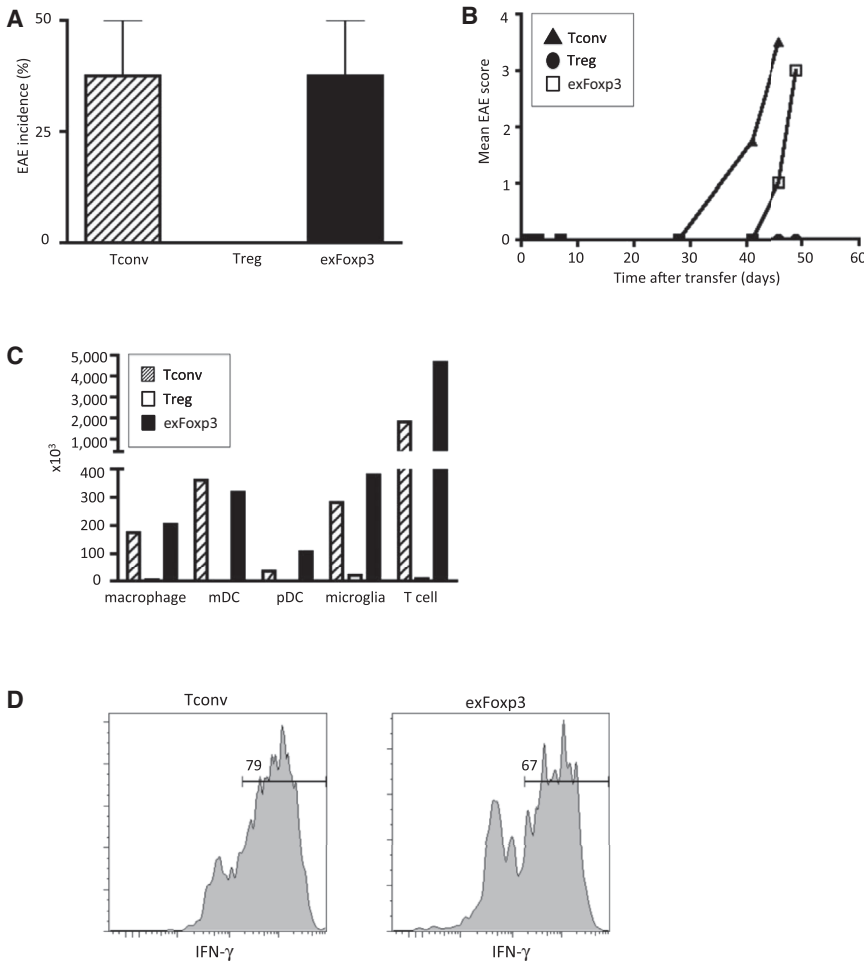 A
50
25
0
EAE incidence (%)
Tconv
Treg
exFoxp3
B
4
3
2
1
0
Mean EAE score
Tconv
Treg
exFoxp3
0 10 20 30 40 50 60
Time after transfer (days)
C
5,000
4,000
3,000
2,000
1,000
400
300
200
100
0
x10³
Tconv
Treg
exFoxp3
macrophage mDC pDC microglia T cell
D
Tconv
79
IFN-γ
exFoxp3
67
IFN-γ